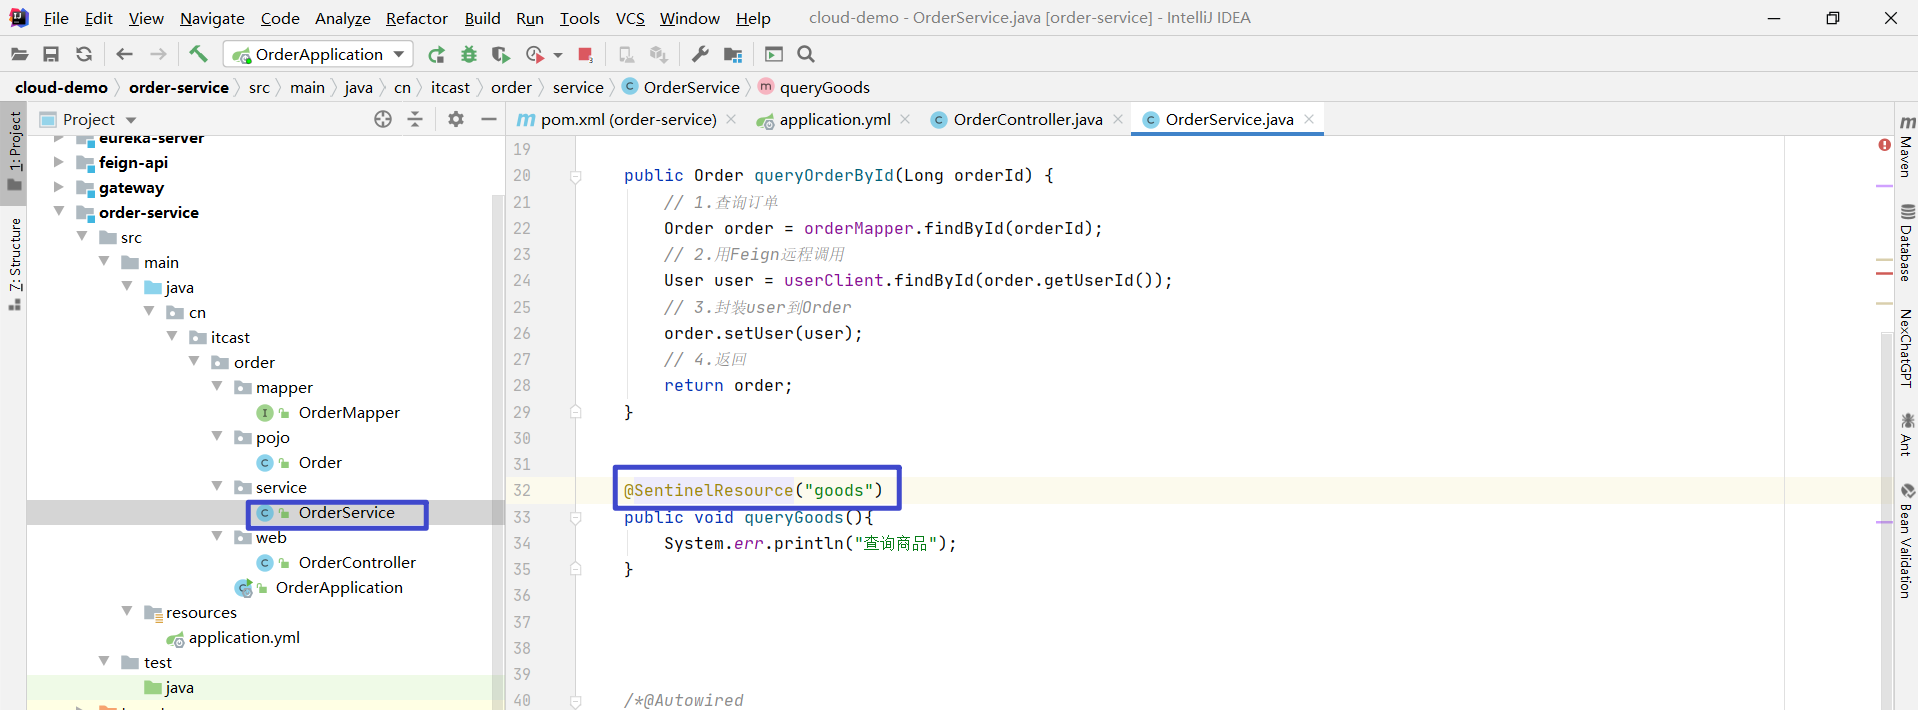 File Edit View Navigate Code Analyze Refactor Build Run Tools VCS Window Help cloud-demo - OrderService.java [order-service] - IntelliJ IDEA
OrderApplication
cloud-demo order-service src main java cn itcast order service OrderService queryGoods
Project
pom.xml (order-service) application.yml OrderController.java OrderService.java
1: Project
Z: Structure
eureka-server
feign-api
gateway
order-service
src
main
java
cn
itcast
order
mapper
OrderMapper
pojo
Order
service
OrderService
web
OrderController
OrderApplication
resources
application.yml
test
java
19
20 public Order queryOrderById(Long orderId) {
21 // 1.查询订单
22 Order order = orderMapper.findById(orderId);
23 // 2.用Feign远程调用
24 User user = userClient.findById(order.getUserId());
25 // 3.封装user到Order
26 order.setUser(user);
27 // 4.返回
28 return order;
29 }
30
31
32 @SentinelResource("goods")
33 public void queryGoods(){
34 System.err.println("查询商品");
35 }
36
37
38
39
40 /*@Autowired
Maven
Database
NexChatGPT
Ant
Bean Validation